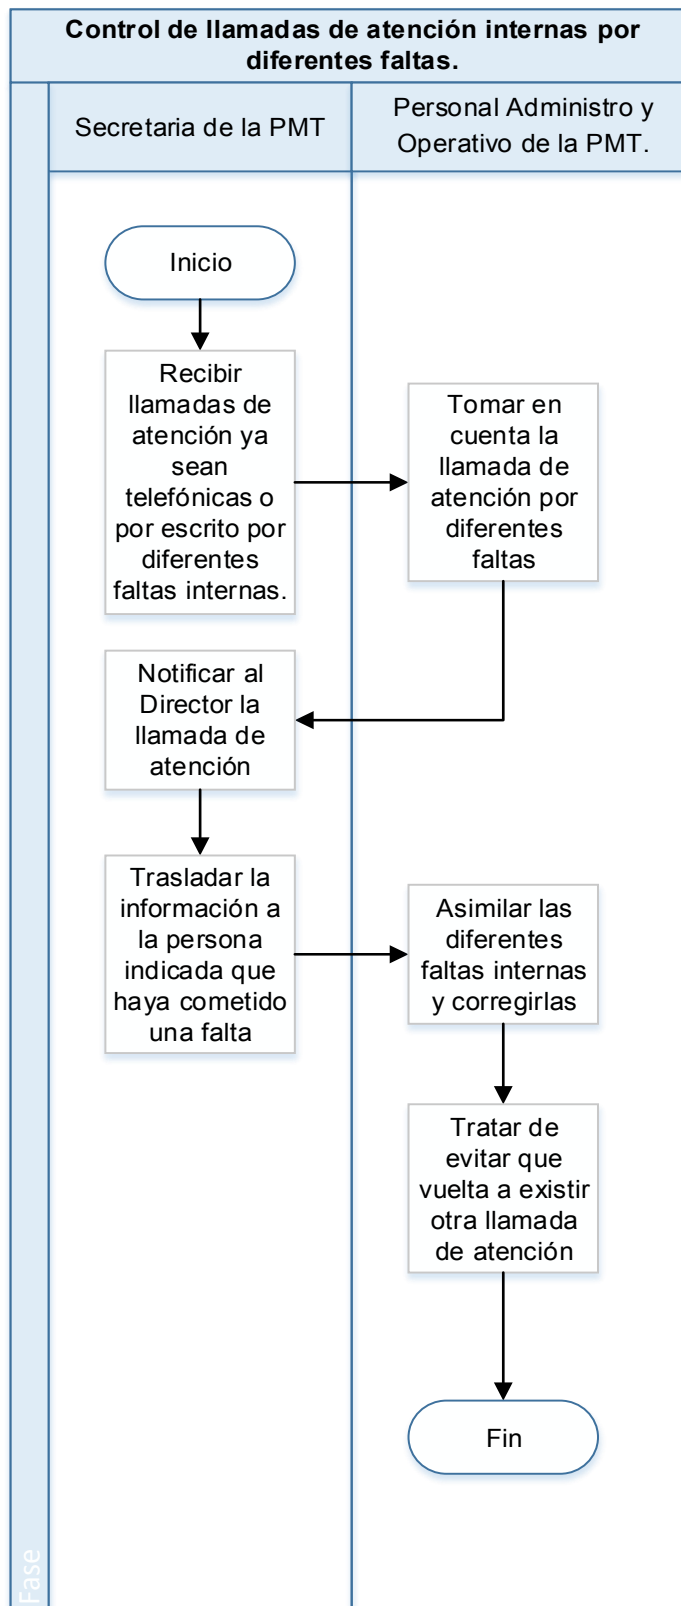 Control de llamadas de atención internas por
diferentes faltas.
Secretaria de la PMT
Personal Administro y
Operativo de la PMT.
Inicio
Recibir
llamadas de
atención ya
sean
telefónicas o
por escrito por
diferentes
faltas internas.
Tomar en
cuenta la
llamada de
atención por
diferentes
faltas
Notificar al
Director la
llamada de
atención
Trasladar la
información a
la persona
indicada que
haya cometido
una falta
Asimilar las
diferentes
faltas internas
y corregirlas
Tratar de
evitar que
vuelta a existir
otra llamada
de atención
Fin
Fase